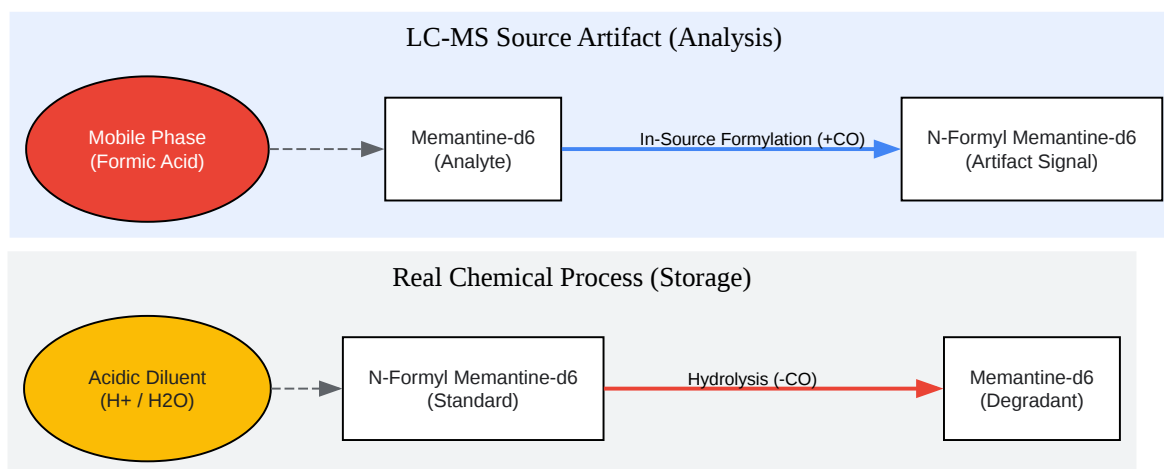 LC-MS Source Artifact (Analysis)
Mobile Phase
(Formic Acid)
Memantine-d6
(Analyte)
In-Source Formylation (+CO)
N-Formyl Memantine-d6
(Artifact Signal)
Real Chemical Process (Storage)
Acidic Diluent
(H+ / H2O)
N-Formyl Memantine-d6
(Standard)
Hydrolysis (-CO)
Memantine-d6
(Degradant)